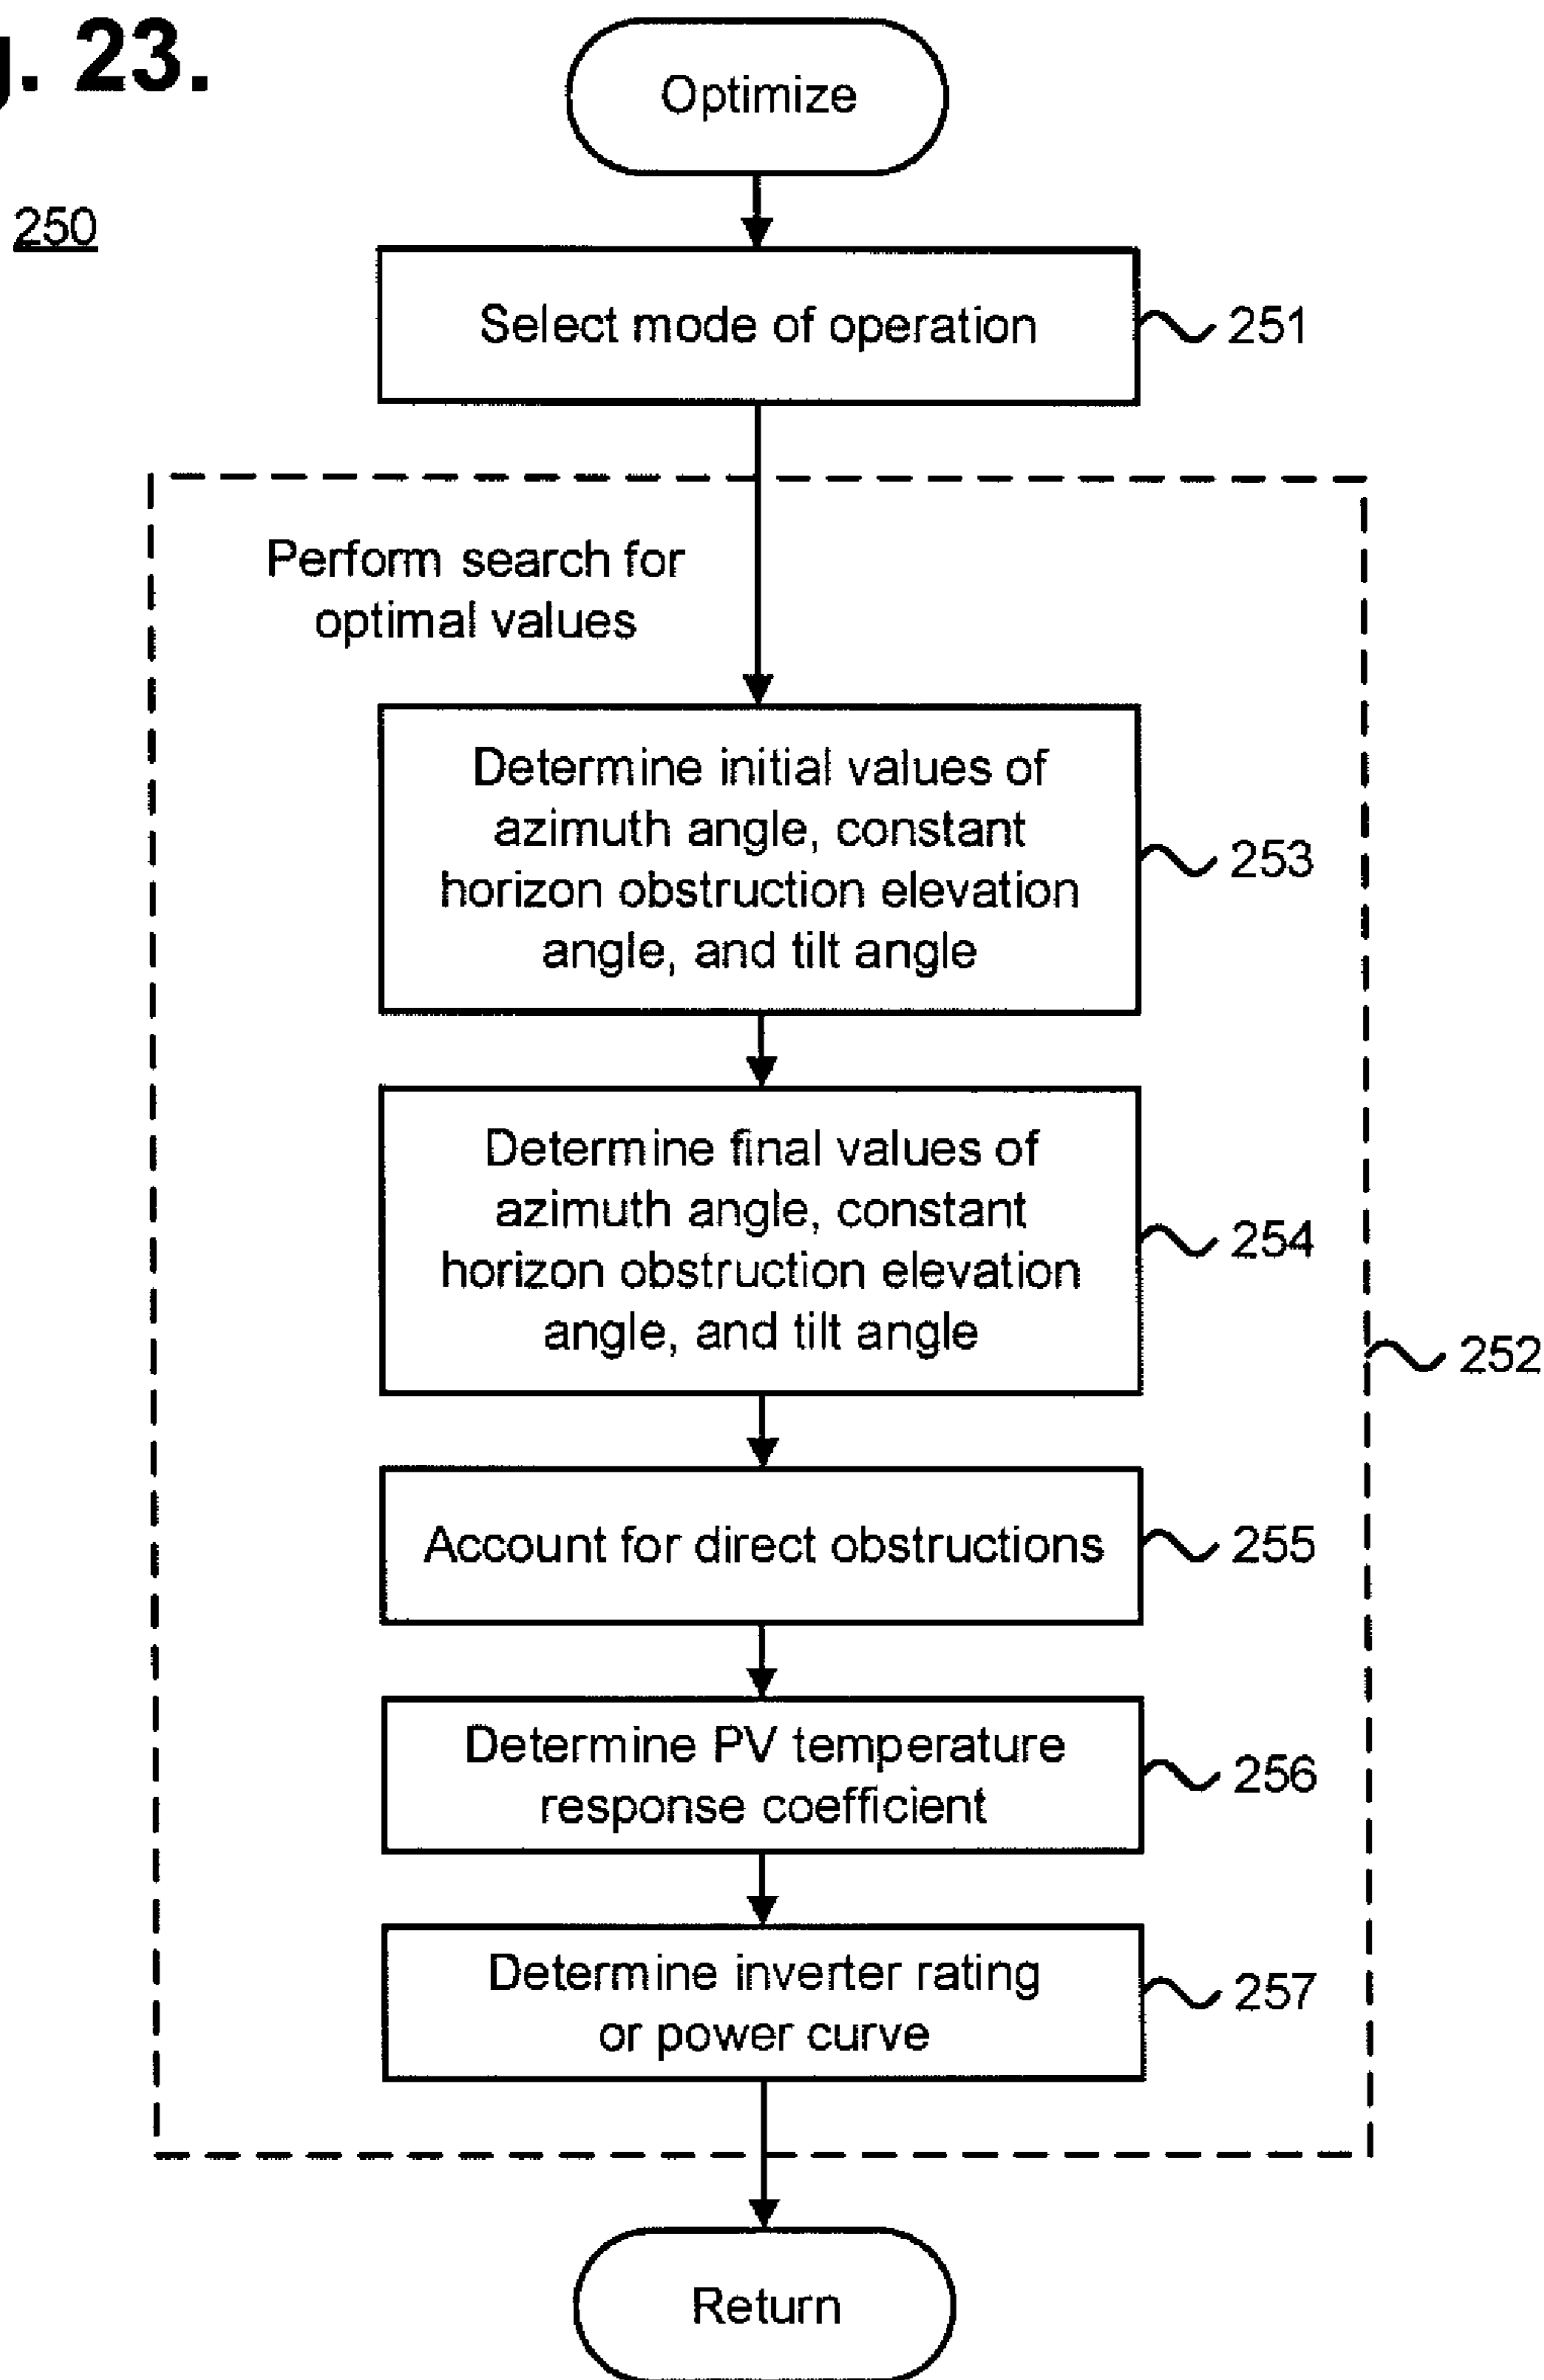 g. 23.
Optimize
250
Select mode of operation
251
Perform search for
optimal values
Determine initial values of
azimuth angle, constant
horizon obstruction elevation
angle, and tilt angle
253
Determine final values of
azimuth angle, constant
horizon obstruction elevation
angle, and tilt angle
254
252
Account for direct obstructions
255
Determine PV temperature
response coefficient
256
Determine inverter rating
or power curve
257
Return